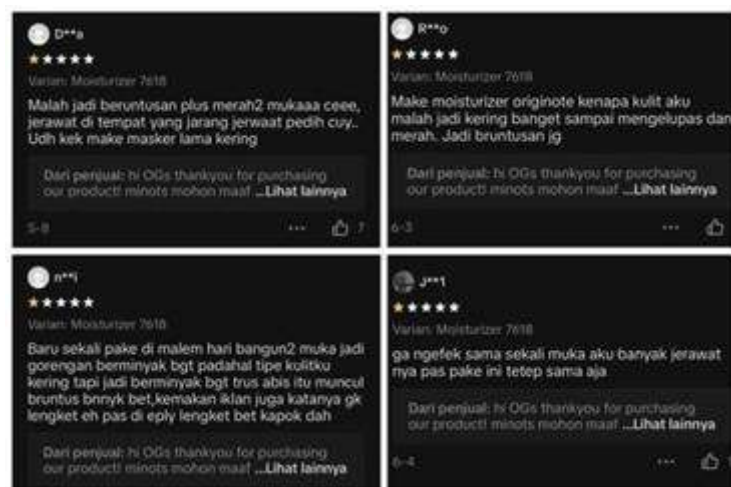 D**a
Varian: Moisturizer 7618
Malah jadi beruntusan plus merah2 mukaaa ceee,
jerawat di tempat yang jarang jerwaat pedih cuy..
Udh kek make masker lama kering
Dari penjual: hi OGs thankyou for purchasing
our product! minots mohon maaf ...Lihat lainnya
5-8
7
R**o
Varian: Moisturizer 7618
Make moisturizer originote kenapa kulit aku
malah jadi kering banget sampai mengelupas dan
merah. Jadi bruntusan jg
Dari penjual: hi OGs thankyou for purchasing
our product! minots mohon maaf ...Lihat lainnya
6-3
n**i
Varian: Moisturizer 7618
Baru sekali pake di malem hari bangun2 muka jadi
gorengan berminyak bgt padahal tipe kulitku
kering tapi jadi berminyak bgt trus abis itu muncul
bruntus bnnyk bet,kemakan iklan juga katanya gk
lengket eh pas di eply lengket bet kapok dah
Dari penjual: hi OGs thankyou for purchasing
our product! minots mohon maaf ...Lihat lainnya
J**1
Varian: Moisturizer 7618
ga ngefek sama sekali muka aku banyak jerawat
nya pas pake ini tetep sama aja
Dari penjual: hi OGs thankyou for purchasing
our product! minots mohon maaf ...Lihat lainnya
6-4